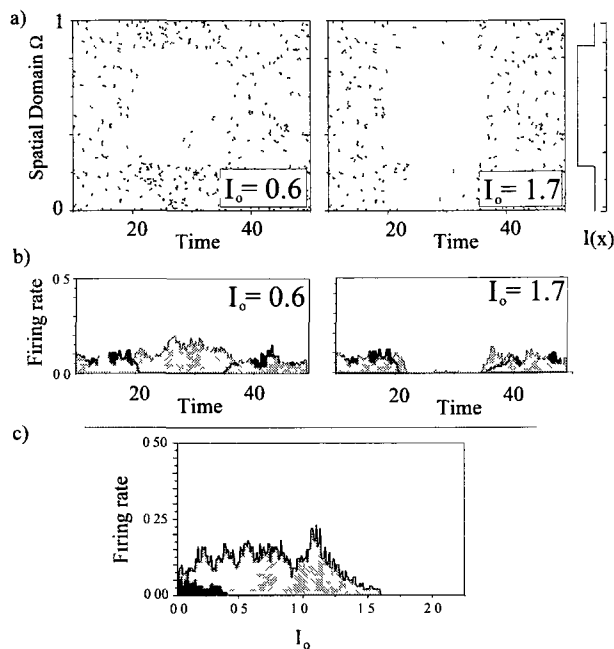 a)
1
Spatial Domain Ω
0
I₀= 0.6
I₀= 1.7
20 40
20 40
Time
Time
I(x)
b)
0 5
I₀= 0.6
I₀= 1.7
Firing rate
0 0
20 40
20 40
Time
Time
c)
0 50
Firing rate
0 25
0 00
0 0 0 5 1 0 1 5 2 0
I₀